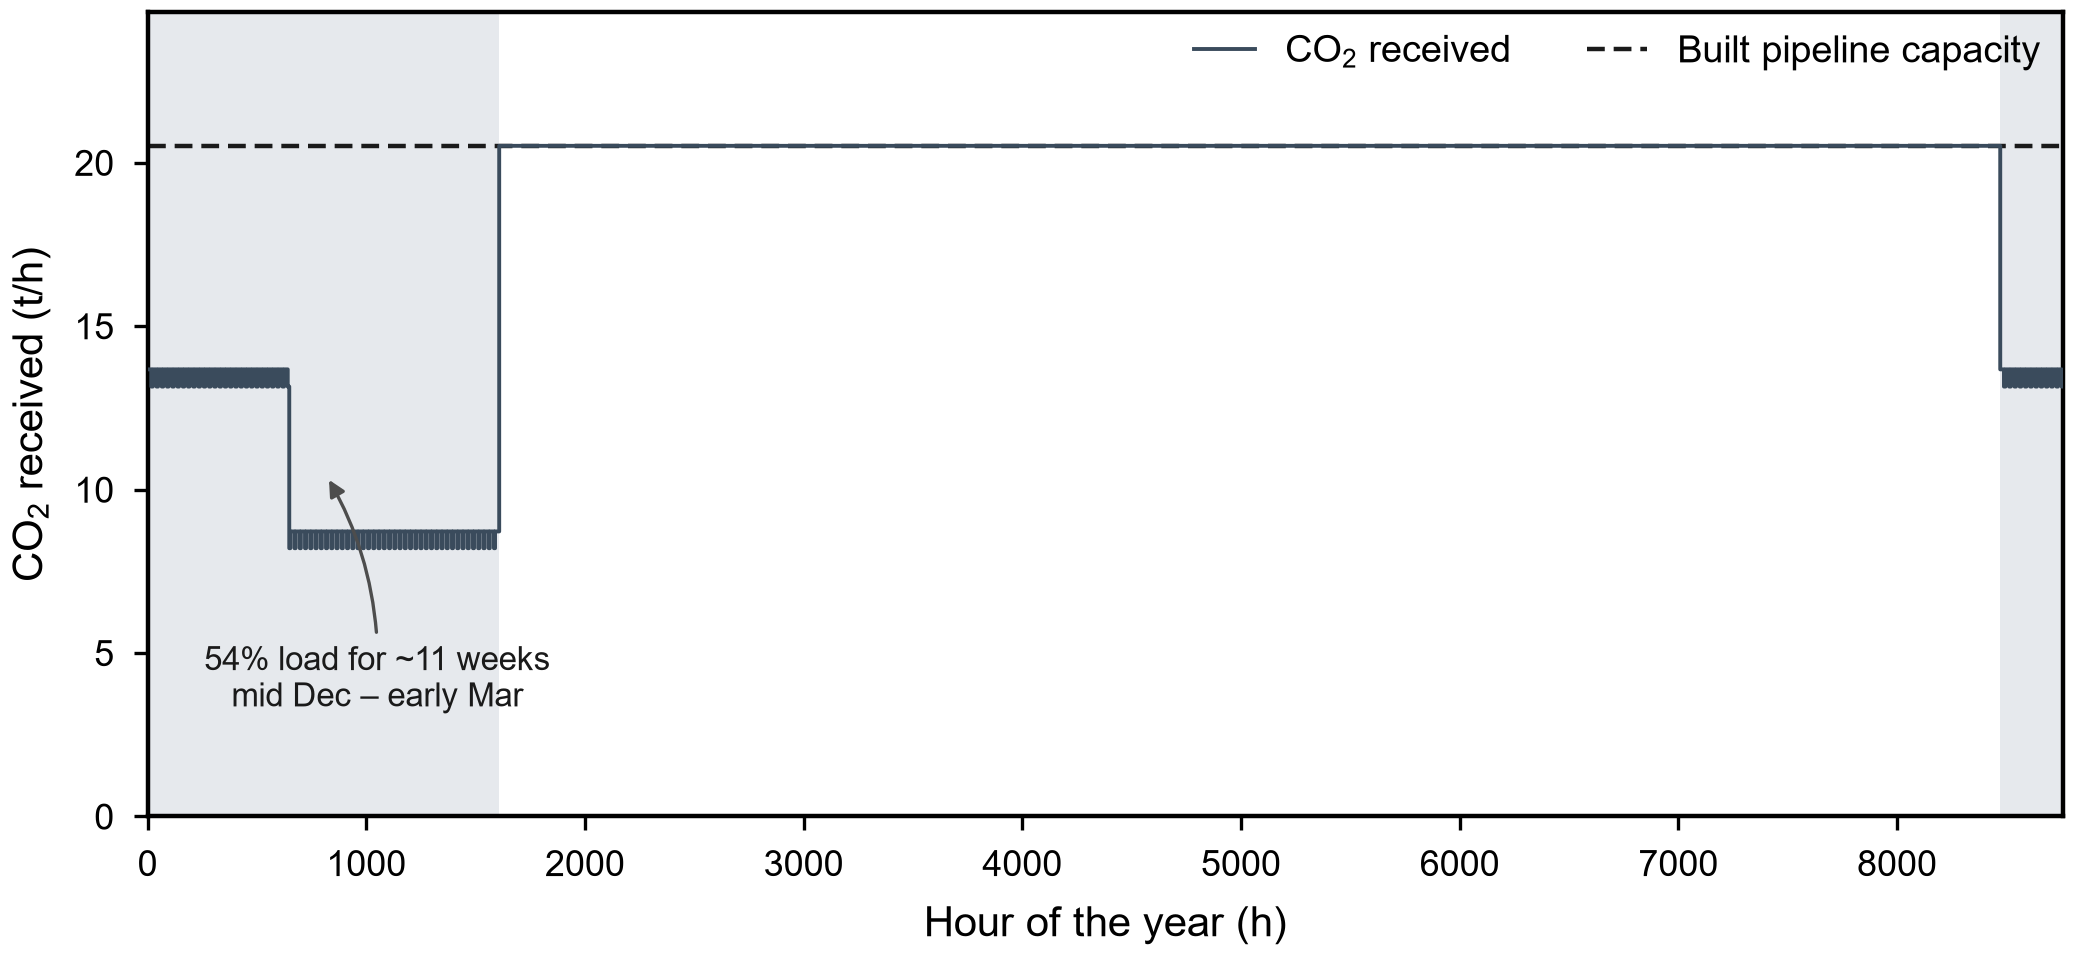 CO₂ received
Built pipeline capacity
CO₂ received (t/h)
20
15
10
5
0
54% load for ~11 weeks
mid Dec – early Mar
0 1000 2000 3000 4000 5000 6000 7000 8000
Hour of the year (h)